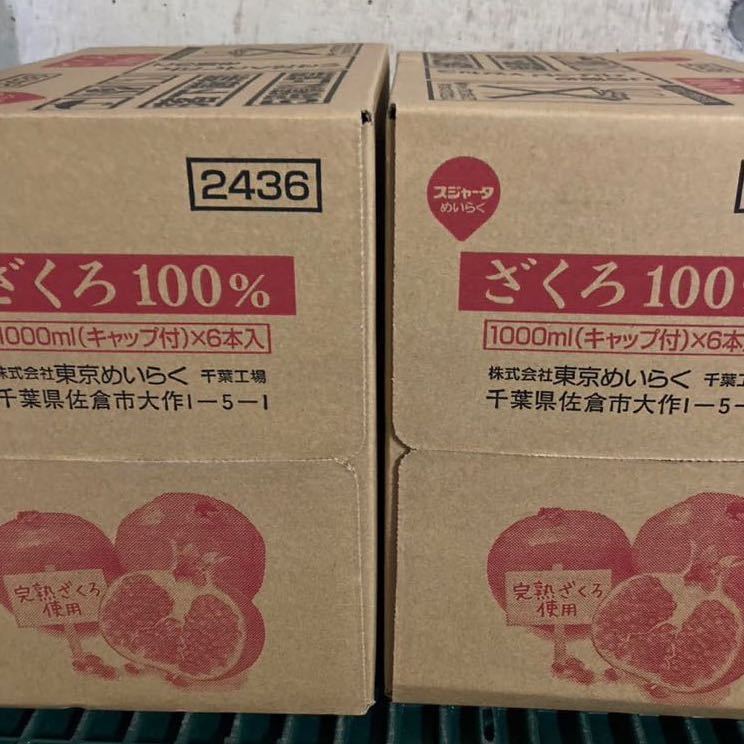 2436
ざくろ 100%
1000ml(キャップ付)×6本入
株式会社 東京めいらく 千葉工場
千葉県佐倉市大作1-5-1
完熟ざくろ
使用
スジャータ
めいらく
ざくろ 100
1000ml(キャップ付)×6本
株式会社 東京めいらく 千葉工
千葉県佐倉市大作1-5-
完熟ざくろ
使用